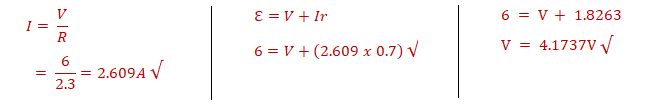 I = V/R
= 6/2.3 = 2.609A √
Ɛ = V + Ir
6 = V + (2.609 x 0.7) √
6 = V + 1.8263
V = 4.1737V √